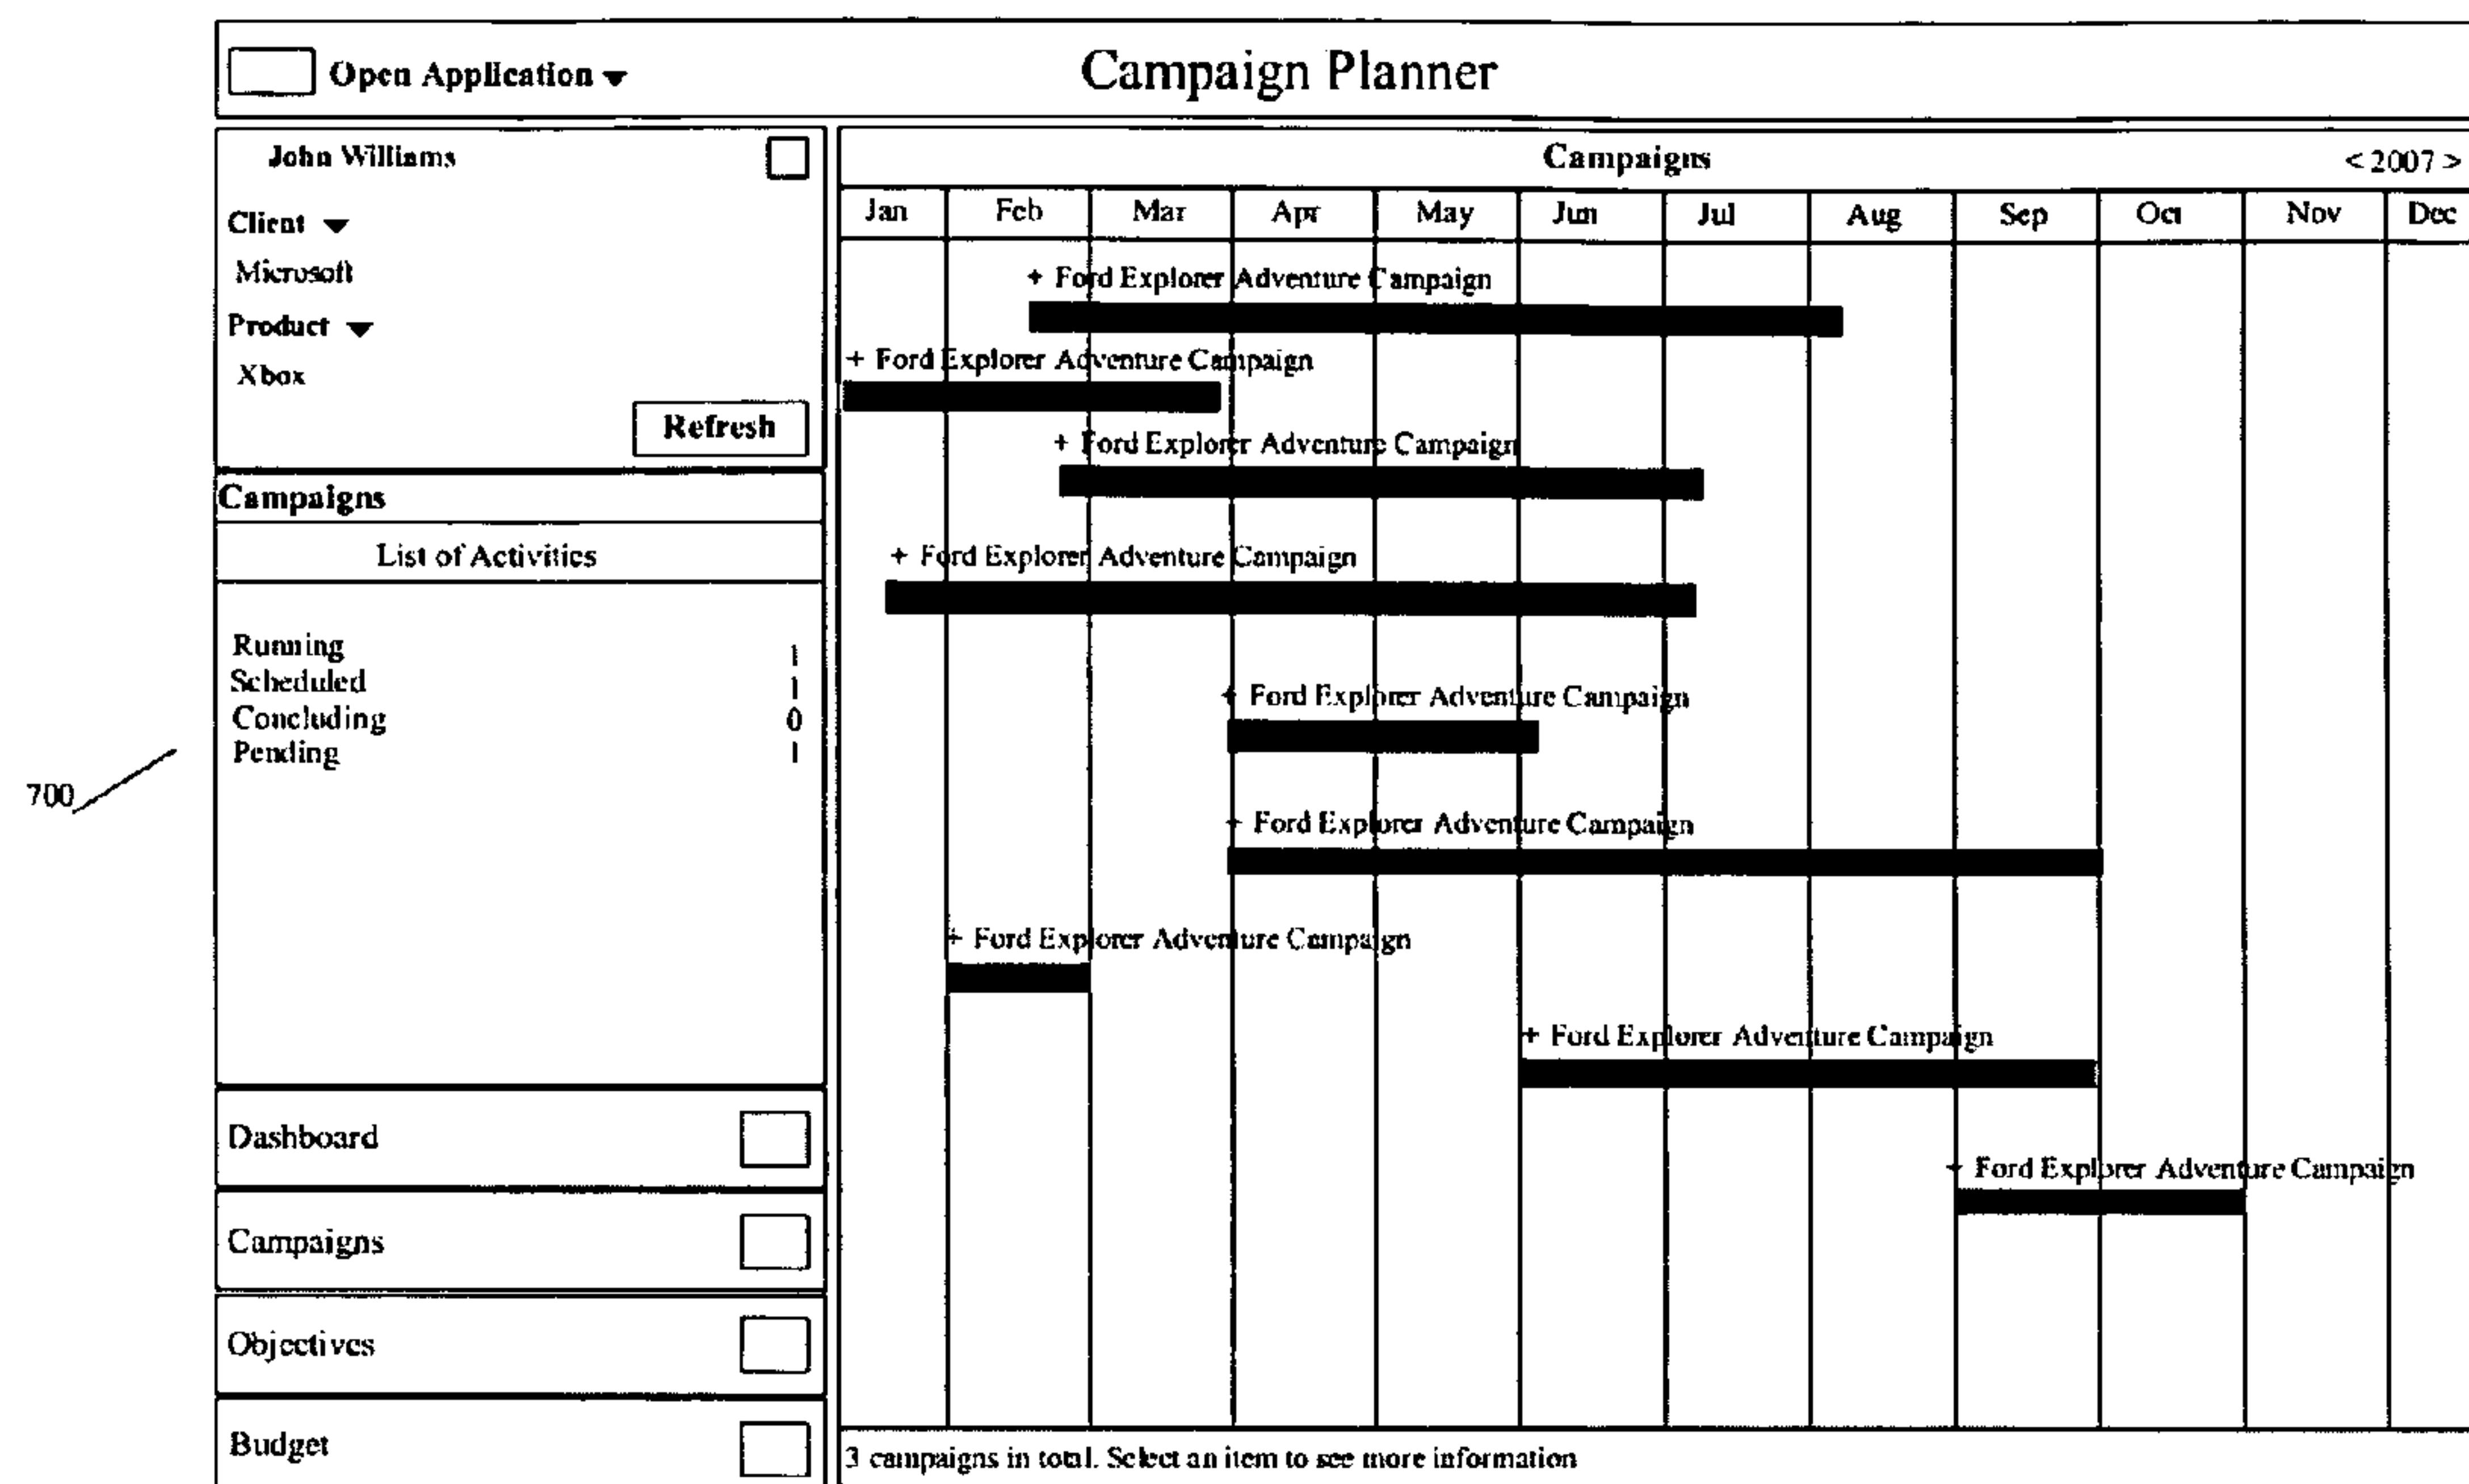 Open Application
Campaign Planner
John Williams
Client
Microsoft
Product
Xbox
Refresh
Campaigns
List of Activities
Running 1
Scheduled 1
Concluding 0
Pending 1
700
Dashboard
Campaigns
Objectives
Budget
Campaigns
< 2007 >
Jan Feb Mar Apr May Jun Jul Aug Sep Oct Nov Dec
+ Ford Explorer Adventure Campaign
+ Ford Explorer Adventure Campaign
+ Ford Explorer Adventure Campaign
+ Ford Explorer Adventure Campaign
+ Ford Explorer Adventure Campaign
+ Ford Explorer Adventure Campaign
+ Ford Explorer Adventure Campaign
+ Ford Explorer Adventure Campaign
+ Ford Explorer Adventure Campaign
3 campaigns in total. Select an item to see more information